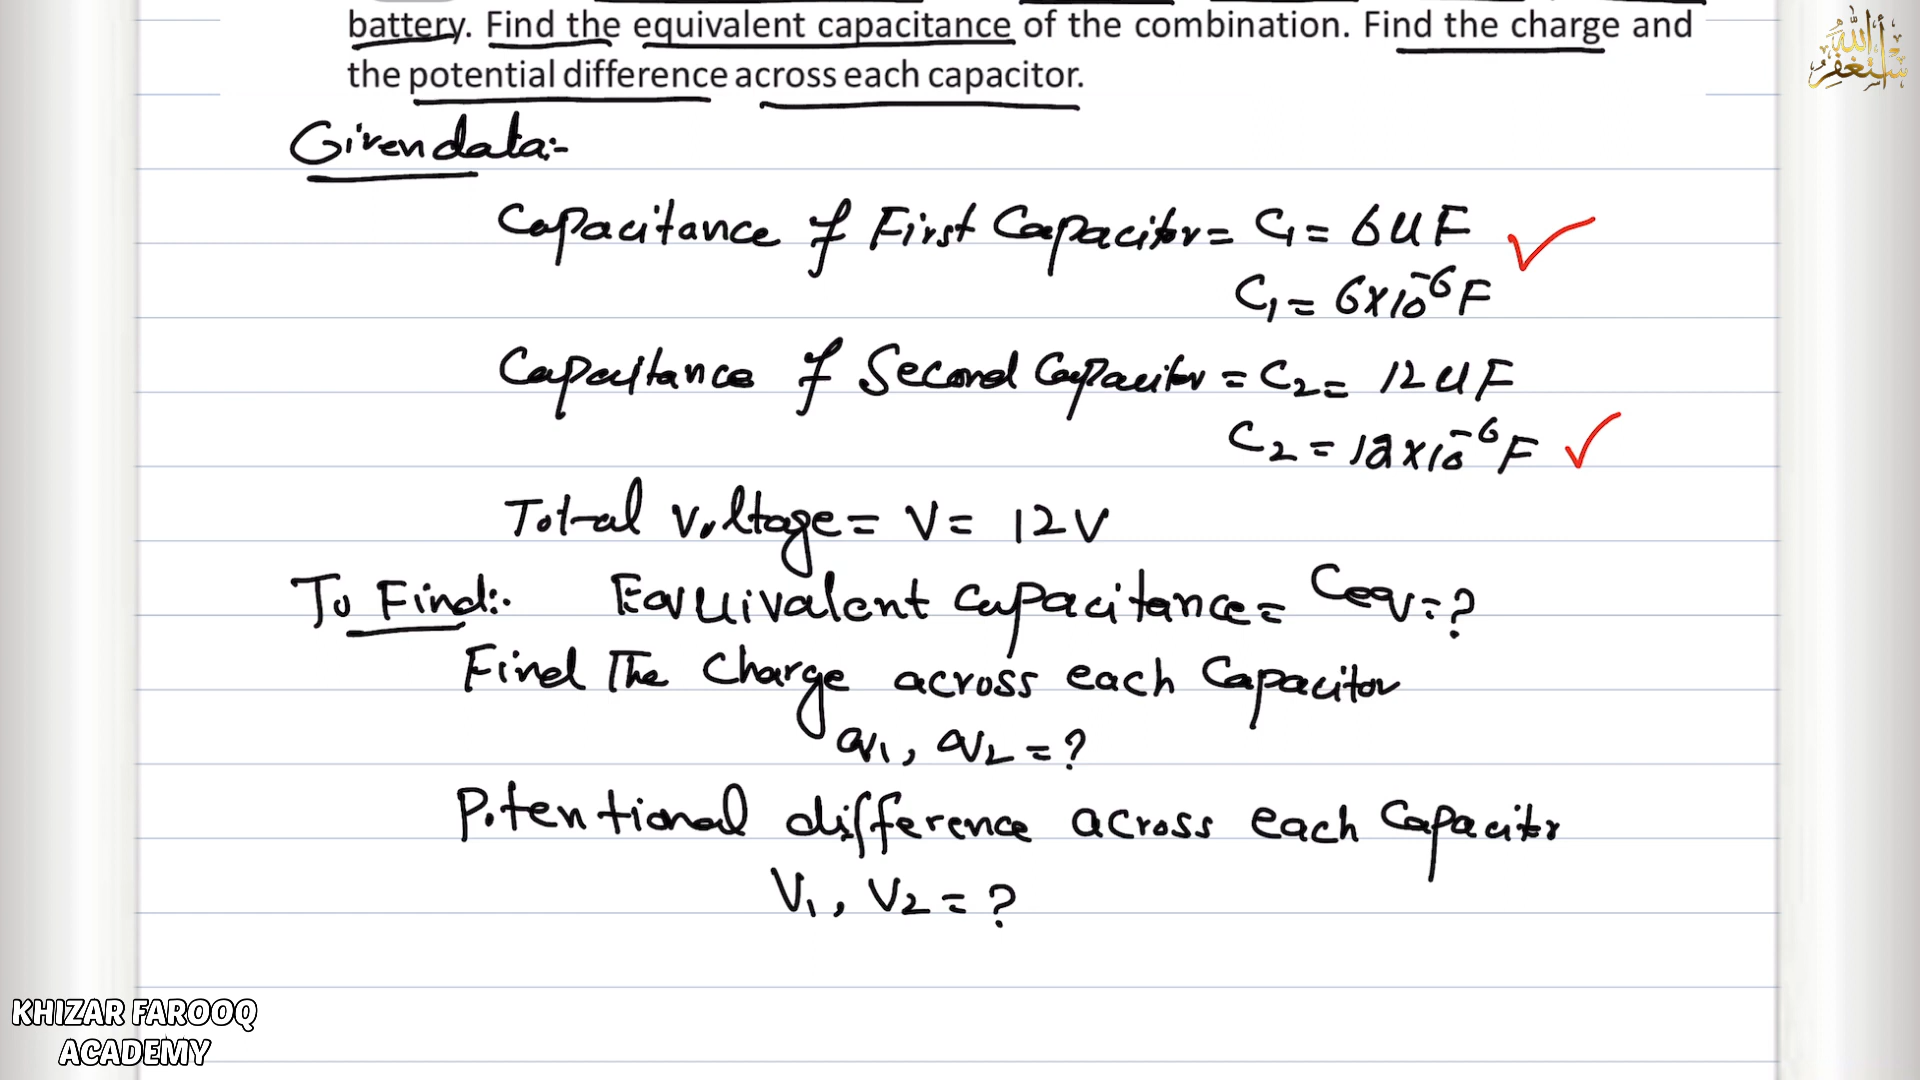 battery. Find the equivalent capacitance of the combination. Find the charge and
the potential difference across each capacitor.
أستغفر الله
Given data:-
Capacitance of First Capacitor = C1 = 6uF
C1 = 6x10^-6 F
Capacitance of Second Capacitor = C2 = 12uF
C2 = 12x10^-6 F
Total Voltage = V = 12V
To Find:- Equivalent Capacitance = Ceq = ?
Find The Charge across each Capacitor
q1, q2 = ?
Potentional difference across each Capacitor
V1, V2 = ?
KHIZAR FAROOQ
ACADEMY